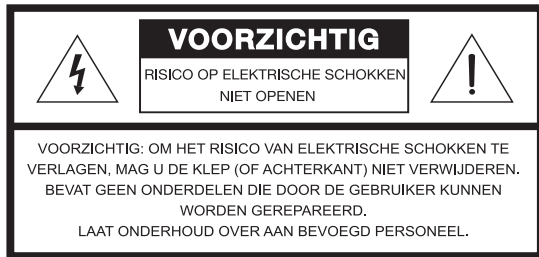 VOORZICHTIG
RISICO OP ELEKTRISCHE SCHOKKEN
NIET OPENEN
VOORZICHTIG: OM HET RISICO VAN ELEKTRISCHE SCHOKKEN TE
VERLAGEN, MAG U DE KLEP (OF ACHTERKANT) NIET VERWIJDEREN.
BEVAT GEEN ONDERDELEN DIE DOOR DE GEBRUIKER KUNNEN
WORDEN GEREPAREERD.
LAAT ONDERHOUD OVER AAN BEVOEGD PERSONEEL.